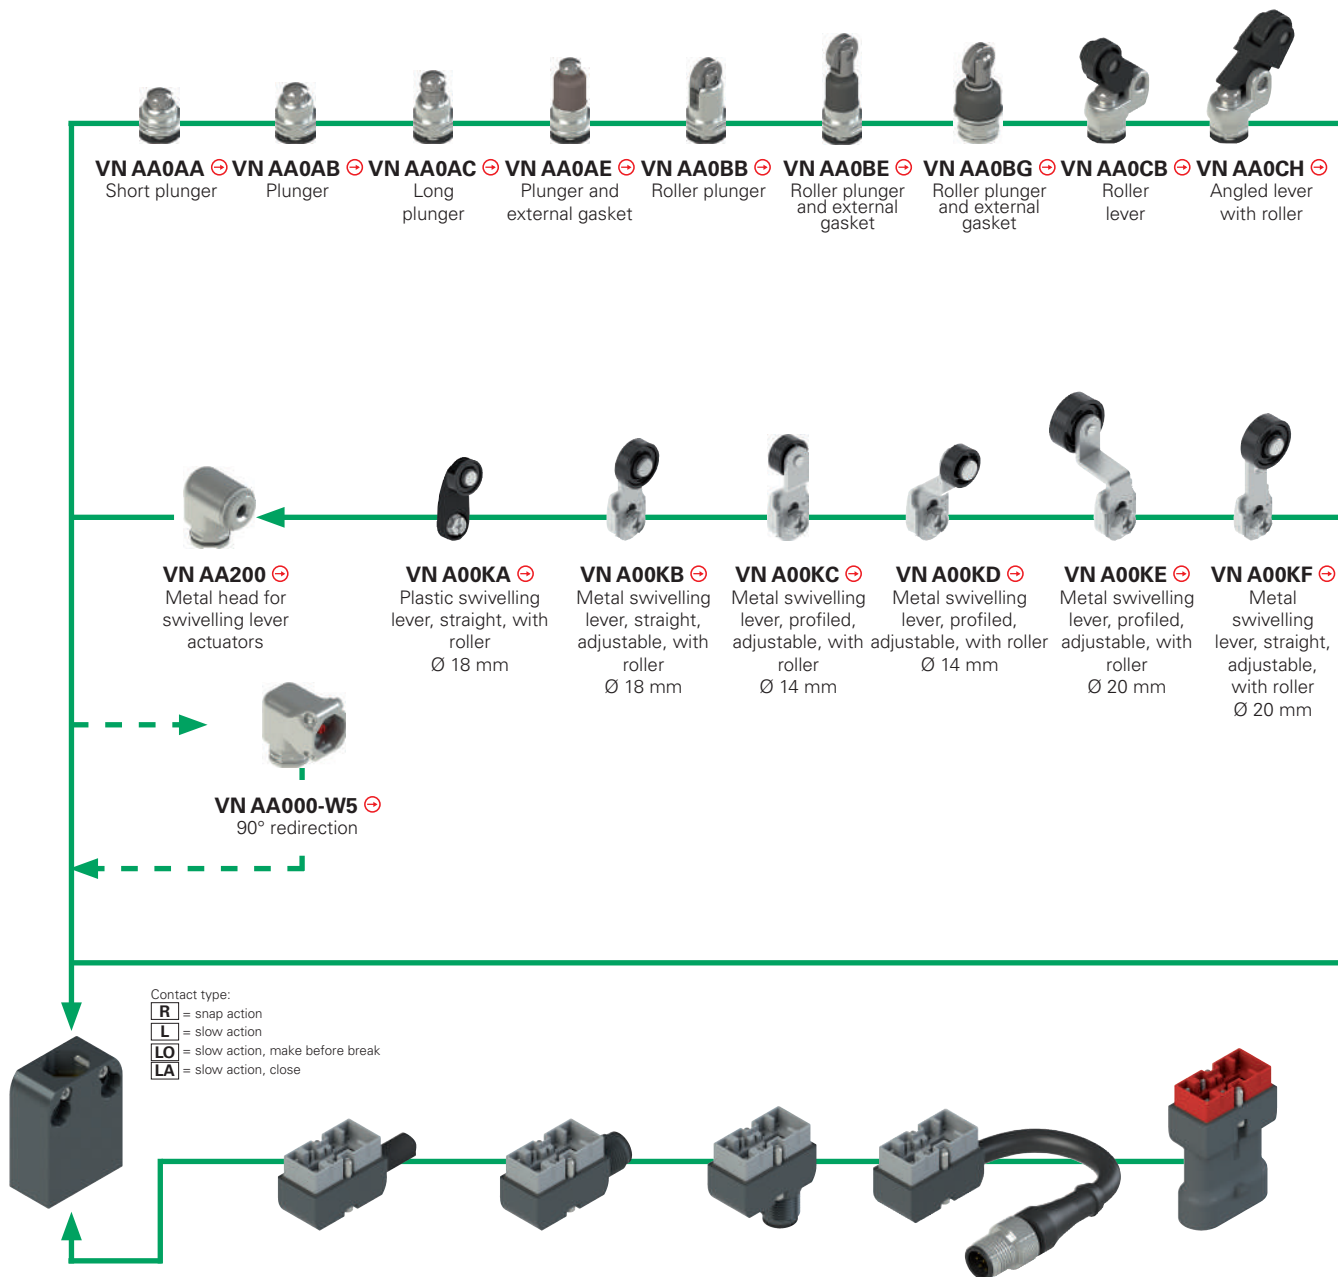 VN AA0AA
Short plunger
VN AA0AB
Plunger
VN AA0AC
Long
plunger
VN AA0AE
Plunger and
external gasket
VN AA0BB
Roller plunger
VN AA0BE
Roller plunger
and external
gasket
VN AA0BG
Roller plunger
and external
gasket
VN AA0CB
Roller
lever
VN AA0CH
Angled lever
with roller
VN AA200
Metal head for
swivelling lever
actuators
VN A00KA
Plastic swivelling
lever, straight, with
roller
Ø 18 mm
VN A00KB
Metal swivelling
lever, straight,
adjustable, with
roller
Ø 18 mm
VN A00KC
Metal swivelling
lever, profiled,
adjustable, with
roller
Ø 14 mm
VN A00KD
Metal swivelling
lever, profiled,
adjustable, with roller
Ø 14 mm
VN A00KE
Metal swivelling
lever, profiled,
adjustable, with
roller
Ø 20 mm
VN A00KF
Metal
swivelling
lever, straight,
adjustable,
with roller
Ø 20 mm
VN AA000-W5
90° redirection
Contact type:
R = snap action
L = slow action
LO = slow action, make before break
LA = slow action, close